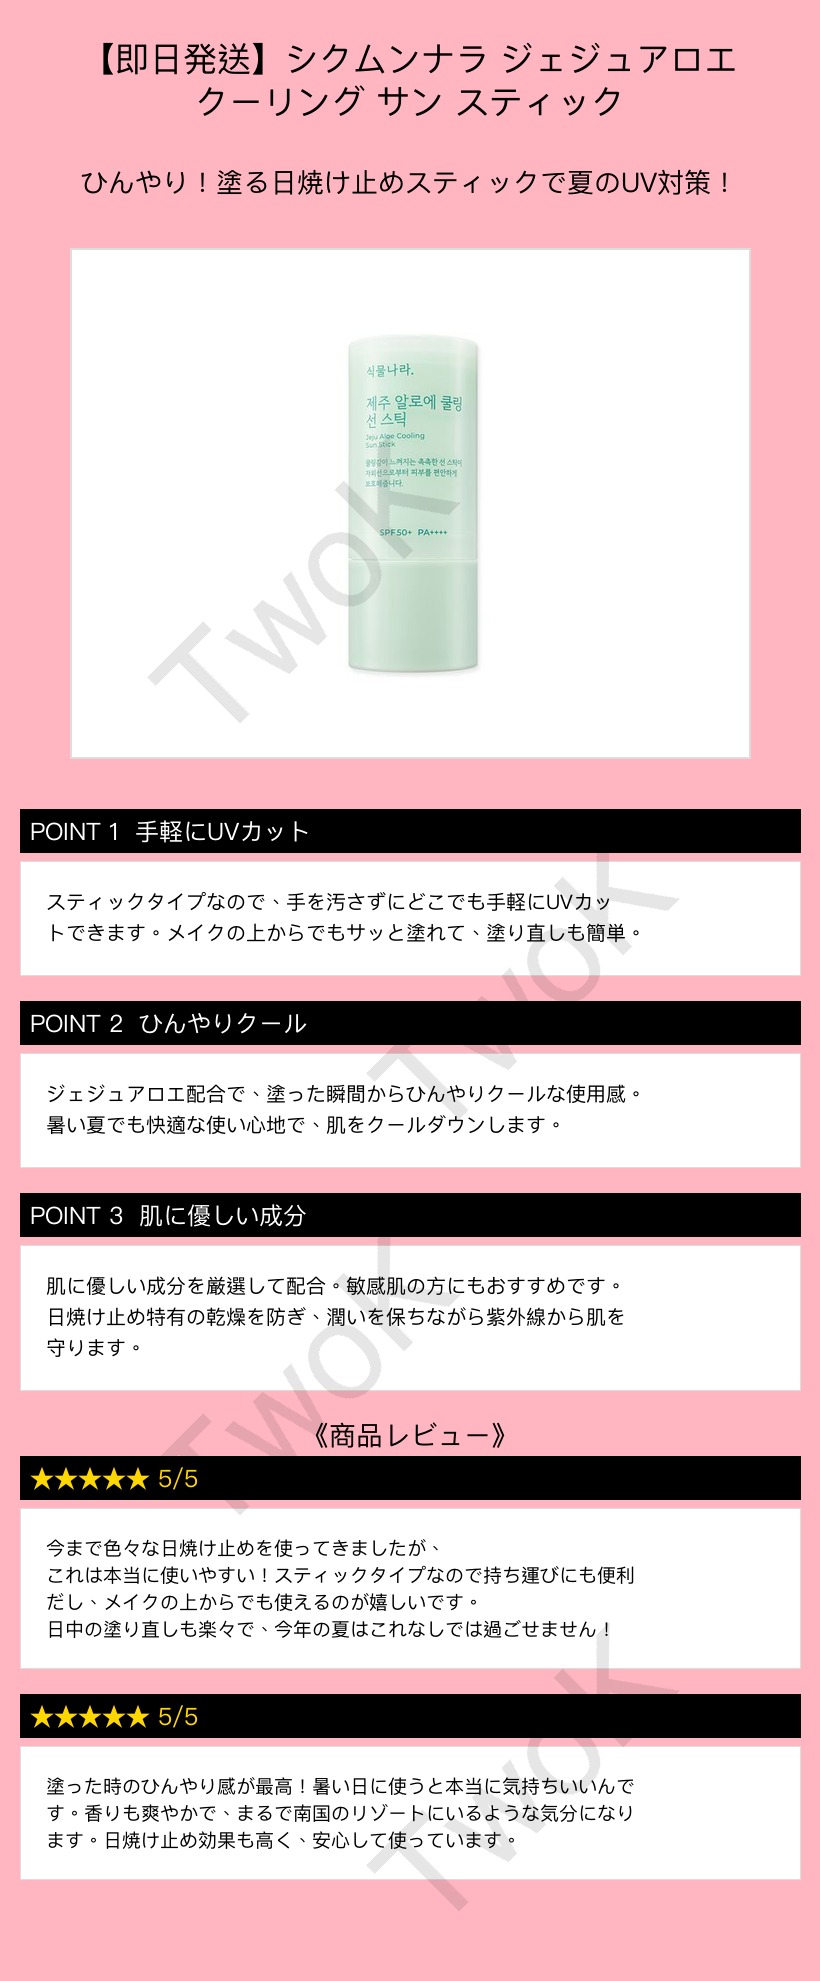 【即日発送】シクムンナラ ジェジュアロエ
クーリング サン スティック
ひんやり！塗る日焼け止めスティックで夏のUV対策！
식물나라.
제주 알로에 쿨링
선 스틱
Jeju Aloe Cooling
Sun Stick
쿨링감이 느껴지는 촉촉한 선 스틱이
자외선으로부터 피부를 편안하게
보호해줍니다.
SPF50+ PA++++
TwoK
POINT 1 手軽にUVカット
スティックタイプなので、手を汚さずにどこでも手軽にUVカッ
トできます。メイクの上からでもサッと塗れて、塗り直しも簡単。
TwoK
POINT 2 ひんやりクール
ジェジュアロエ配合で、塗った瞬間からひんやりクールな使用感。
暑い夏でも快適な使い心地で、肌をクールダウンします。
POINT 3 肌に優しい成分
肌に優しい成分を厳選して配合。敏感肌の方にもおすすめです。
日焼け止め特有の乾燥を防ぎ、潤いを保ちながら紫外線から肌を
守ります。
TwoK
《商品レビュー》
★★★★★ 5/5
今まで色々な日焼け止めを使ってきましたが、
これは本当に使いやすい！スティックタイプなので持ち運びにも便利
だし、メイクの上からでも使えるのが嬉しいです。
日中の塗り直しも楽々で、今年の夏はこれなしでは過ごせません！
★★★★★ 5/5
塗った時のひんやり感が最高！暑い日に使うと本当に気持ちいいんで
す。香りも爽やかで、まるで南国のリゾートにいるような気分になり
ます。日焼け止め効果も高く、安心して使っています。
TwoK